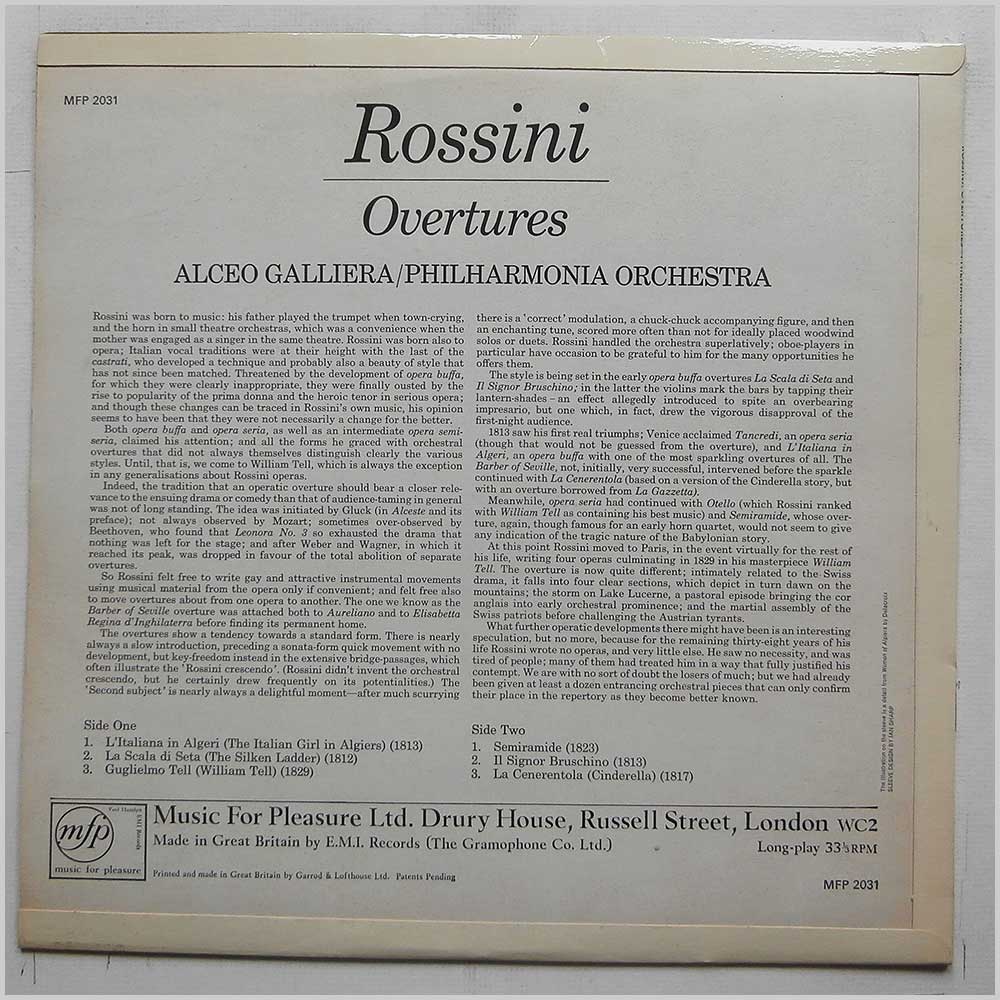 MFP 2031
Rossini
Overtures
ALCEO GALLIERA/PHILHARMONIA ORCHESTRA
Rossini was born to music: his father played the trumpet when town-crying,
and the horn in small theatre orchestras, which was a convenience when the
mother was engaged as a singer in the same theatre. Rossini was born also to
opera; Italian vocal traditions were at their height with the last of the
castrati, who developed a technique and probably also a beauty of style that
has not since been matched. Threatened by the development of opera buffa,
for which they were clearly inappropriate, they were finally ousted by the
rise to popularity of the prima donna and the heroic tenor in serious opera;
and though these changes can be traced in Rossini's own music, his opinion
seems to have been that they were not necessarily a change for the better.
Both opera buffa and opera seria, as well as an intermediate opera semi-
seria, claimed his attention; and all the forms he graced with orchestral
overtures that did not always themselves distinguish clearly the various
styles. Until, that is, we come to William Tell, which is always the exception
in any generalisations about Rossini operas.
Indeed, the tradition that an operatic overture should bear a closer rele-
vance to the ensuing drama or comedy than that of audience-taming in general
was not of long standing. The idea was initiated by Gluck (in Alceste and its
preface); not always observed by Mozart; sometimes over-observed by
Beethoven, who found that Leonora No. 3 so exhausted the drama that
nothing was left for the stage; and after Weber and Wagner, in which it
reached its peak, was dropped in favour of the total abolition of separate
overtures.
So Rossini felt free to write gay and attractive instrumental movements
using musical material from the opera only if convenient; and felt free also
to move overtures about from one opera to another. The one we know as the
Barber of Seville overture was attached both to Aureliano and to Elisabetta
Regina d'Inghilaterra before finding its permanent home.
The overtures show a tendency towards a standard form. There is nearly
always a slow introduction, preceding a sonata-form quick movement with no
development, but key-freedom instead in the extensive bridge-passages, which
often illustrate the 'Rossini crescendo'. (Rossini didn't invent the orchestral
crescendo, but he certainly drew frequently on its potentialities.) The
'Second subject' is nearly always a delightful moment—after much scurrying
there is a 'correct' modulation, a chuck-chuck accompanying figure, and then
an enchanting tune, scored more often than not for ideally placed woodwind
solos or duets. Rossini handled the orchestra superlatively; oboe-players in
particular have occasion to be grateful to him for the many opportunities he
offers them.
The style is being set in the early opera buffa overtures La Scala di Seta and
Il Signor Bruschino; in the latter the violins mark the bars by tapping their
lantern-shades – an effect allegedly introduced to spite an overbearing
impresario, but one which, in fact, drew the vigorous disapproval of the
first-night audience.
1813 saw his first real triumphs; Venice acclaimed Tancredi, an opera seria
(though that would not be guessed from the overture), and L'Italiana in
Algeri, an opera buffa with one of the most sparkling overtures of all. The
Barber of Seville, not, initially, very successful, intervened before the sparkle
continued with La Cenerentola (based on a version of the Cinderella story, but
with an overture borrowed from La Gazzetta).
Meanwhile, opera seria had continued with Otello (which Rossini ranked
with William Tell as containing his best music) and Semiramide, whose over-
ture, again, though famous for an early horn quartet, would not seem to give
any indication of the tragic nature of the Babylonian story.
At this point Rossini moved to Paris, in the event virtually for the rest of
his life, writing four operas culminating in 1829 in his masterpiece William
Tell. The overture is now quite different; intimately related to the Swiss
drama, it falls into four clear sections, which depict in turn dawn on the
mountains; the storm on Lake Lucerne, a pastoral episode bringing the cor
anglais into early orchestral prominence; and the martial assembly of the
Swiss patriots before challenging the Austrian tyrants.
What further operatic developments there might have been is an interesting
speculation, but no more, because for the remaining thirty-eight years of his
life Rossini wrote no operas, and very little else. He saw no necessity, and was
tired of people; many of them had treated him in a way that fully justified his
contempt. We are with no sort of doubt the losers of much; but we had already
been given at least a dozen entrancing orchestral pieces that can only confirm
their place in the repertory as they become better known.
Side One
1. L'Italiana in Algeri (The Italian Girl in Algiers) (1813)
2. La Scala di Seta (The Silken Ladder) (1812)
3. Guglielmo Tell (William Tell) (1829)
Side Two
1. Semiramide (1823)
2. Il Signor Bruschino (1813)
3. La Cenerentola (Cinderella) (1817)
The illustration on the sleeve is a detail from Women of Algiers by Delacroix
SLEEVE DESIGN BY IAN SHARP
Paul Hamlyn
EMI Records
mfp
music for pleasure
Music For Pleasure Ltd. Drury House, Russell Street, London WC2
Made in Great Britain by E.M.I. Records (The Gramophone Co. Ltd.)
Long-play 33⅓ RPM
Printed and made in Great Britain by Garrod & Lofthouse Ltd. Patents Pending
MFP 2031